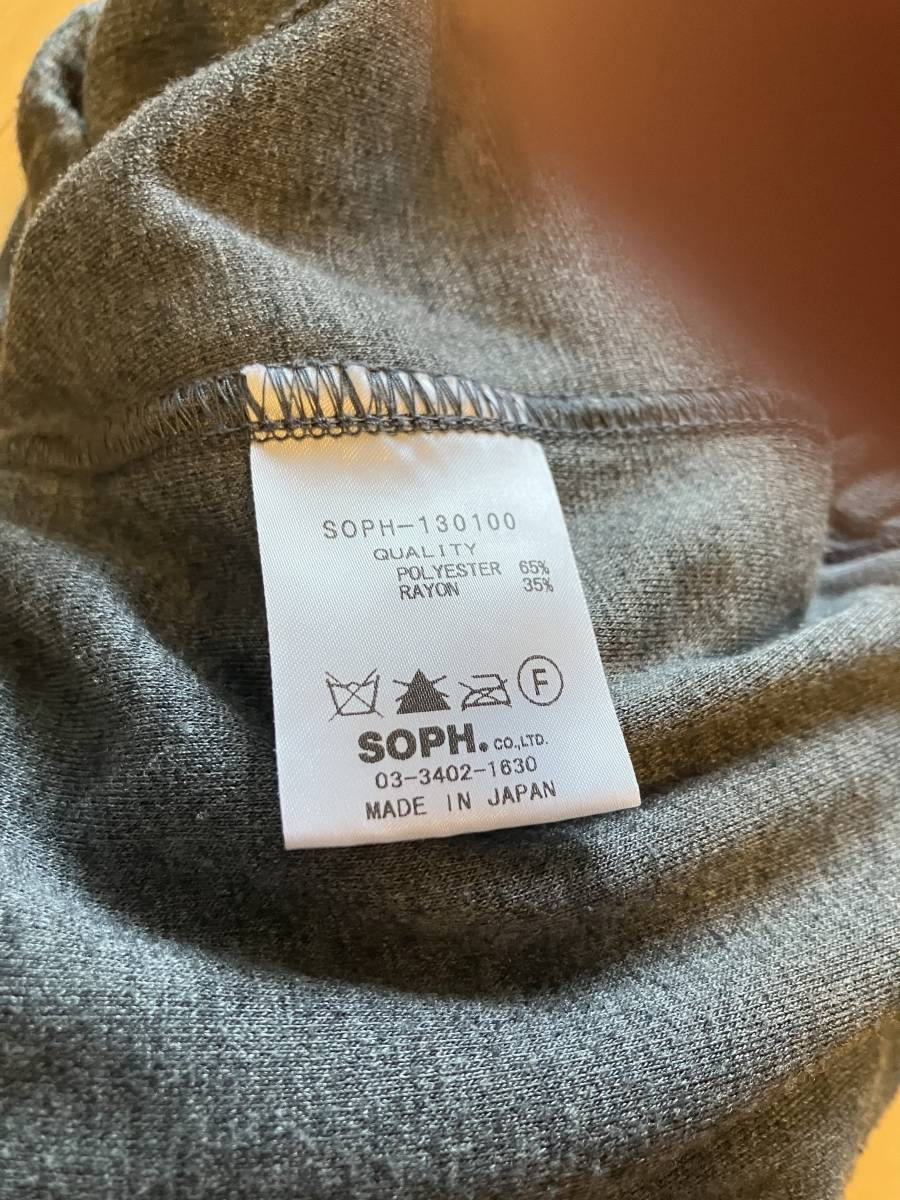 SOPH-130100
QUALITY
POLYESTER 65%
RAYON 35%
F
SOPH. CO.,LTD.
03-3402-1630
MADE IN JAPAN